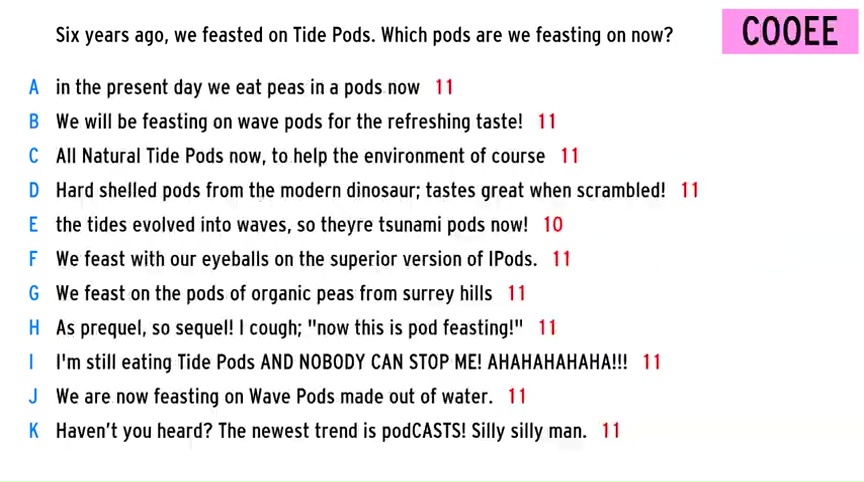 Six years ago, we feasted on Tide Pods. Which pods are we feasting on now?
COOEE
A in the present day we eat peas in a pods now 11
B We will be feasting on wave pods for the refreshing taste! 11
C All Natural Tide Pods now, to help the environment of course 11
D Hard shelled pods from the modern dinosaur; tastes great when scrambled! 11
E the tides evolved into waves, so theyre tsunami pods now! 10
F We feast with our eyeballs on the superior version of IPods. 11
G We feast on the pods of organic peas from surrey hills 11
H As prequel, so sequel! I cough; "now this is pod feasting!" 11
I I'm still eating Tide Pods AND NOBODY CAN STOP ME! AHAHAHAHAHA!!! 11
J We are now feasting on Wave Pods made out of water. 11
K Haven't you heard? The newest trend is podCASTS! Silly silly man. 11